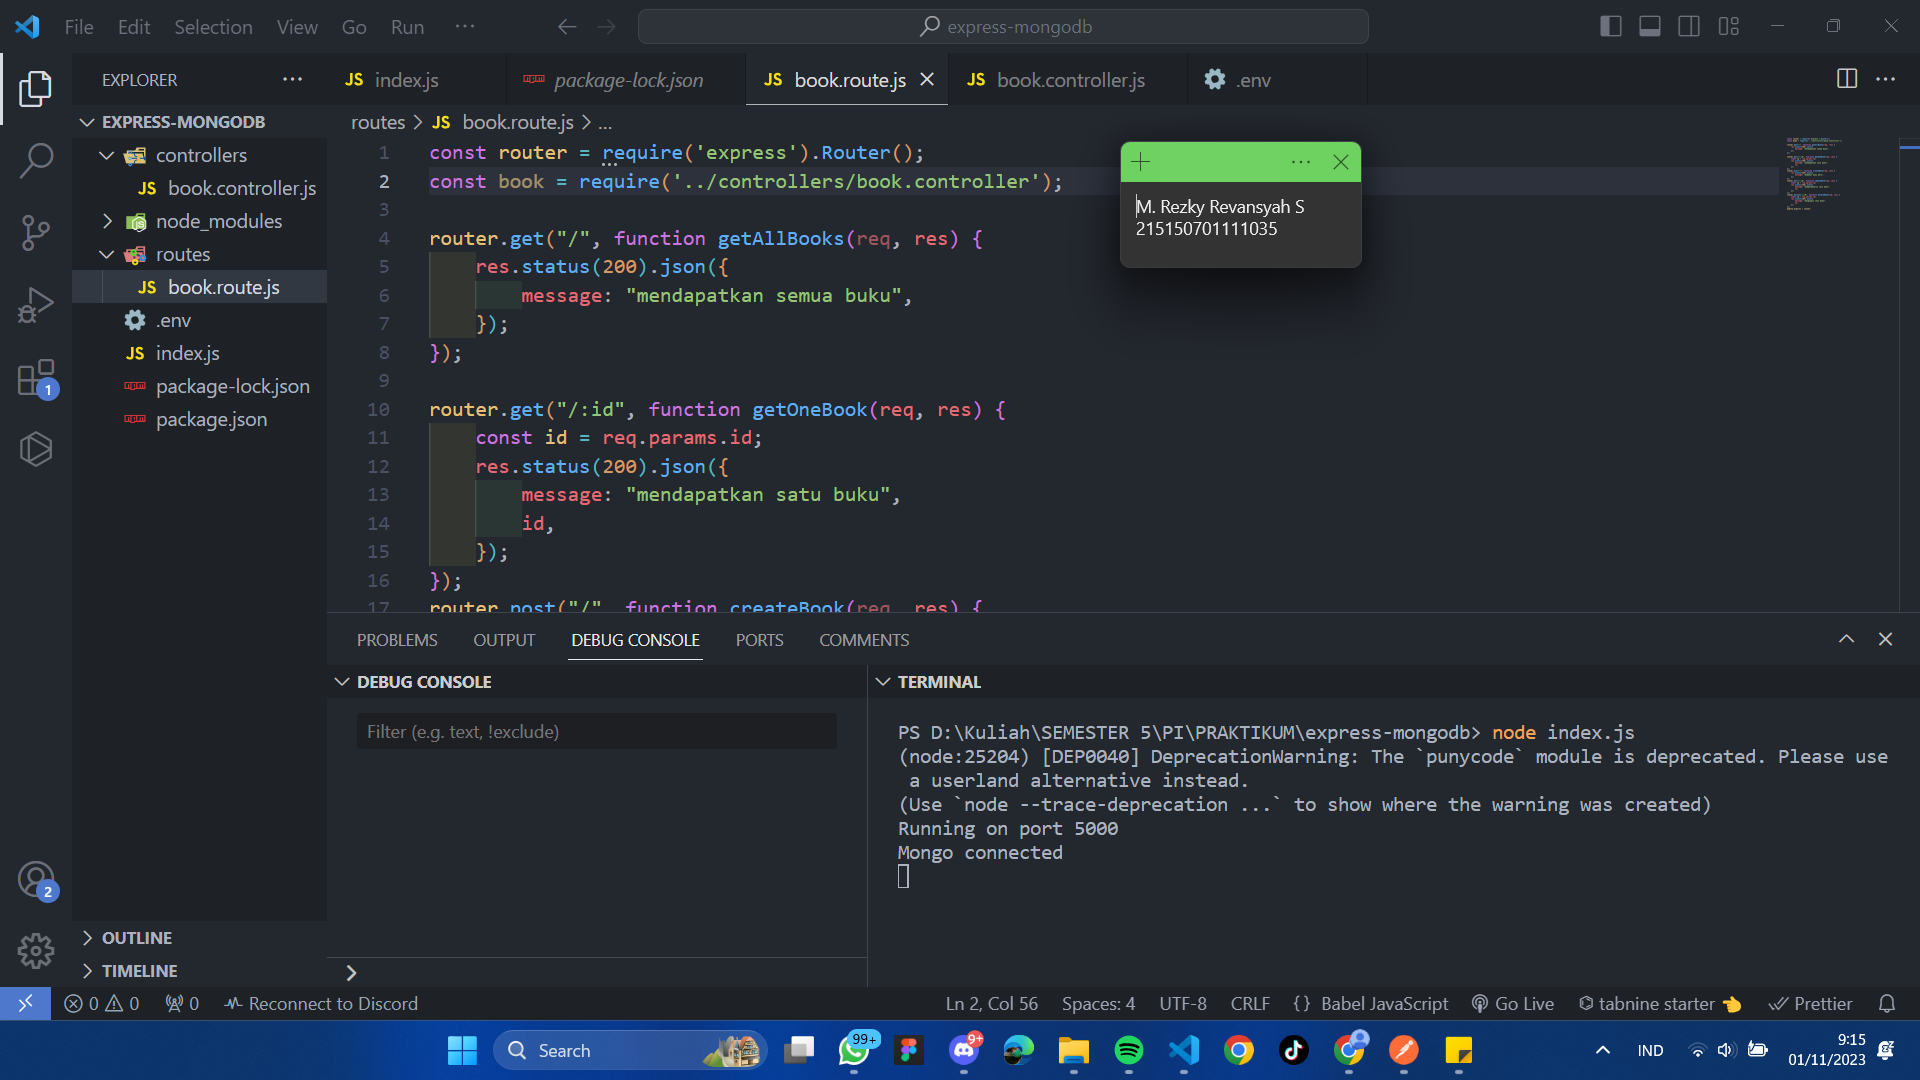 File Edit Selection View Go Run ...
express-mongodb
EXPLORER
JS index.js
package-lock.json
JS book.route.js
JS book.controller.js
.env
EXPRESS-MONGODB
controllers
JS book.controller.js
node_modules
routes
JS book.route.js
.env
JS index.js
package-lock.json
package.json
OUTLINE
TIMELINE
routes > JS book.route.js > ...
1 const router = require('express').Router();
2 const book = require('../controllers/book.controller');
3
4 router.get("/", function getAllBooks(req, res) {
5 res.status(200).json({
6 message: "mendapatkan semua buku",
7 });
8 });
9
10 router.get("/:id", function getOneBook(req, res) {
11 const id = req.params.id;
12 res.status(200).json({
13 message: "mendapatkan satu buku",
14 id,
15 });
16 });
17 router.post("/", function createBook(req, res) {
M. Rezky Revansyah S
215150701111035
PROBLEMS OUTPUT DEBUG CONSOLE PORTS COMMENTS
DEBUG CONSOLE
Filter (e.g. text, !exclude)
TERMINAL
PS D:\Kuliah\SEMESTER 5\PI\PRAKTIKUM\express-mongodb> node index.js
(node:25204) [DEP0040] DeprecationWarning: The `punycode` module is deprecated. Please use
a userland alternative instead.
(Use `node --trace-deprecation ...` to show where the warning was created)
Running on port 5000
Mongo connected
1
2
0 0 0 Reconnect to Discord
Ln 2, Col 56 Spaces: 4 UTF-8 CRLF {} Babel JavaScript Go Live tabnine starter Prettier
Search
99+
9+
IND
9:15
01/11/2023